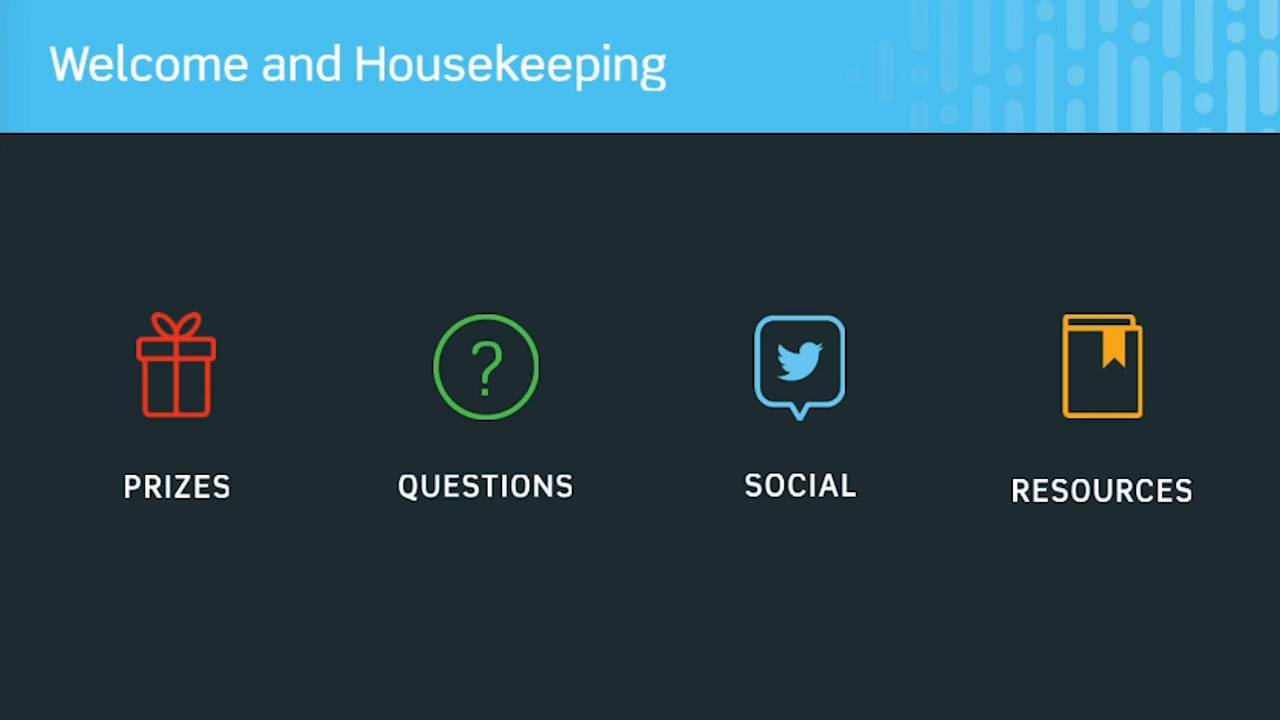 Welcome and Housekeeping
PRIZES
QUESTIONS
SOCIAL
RESOURCES